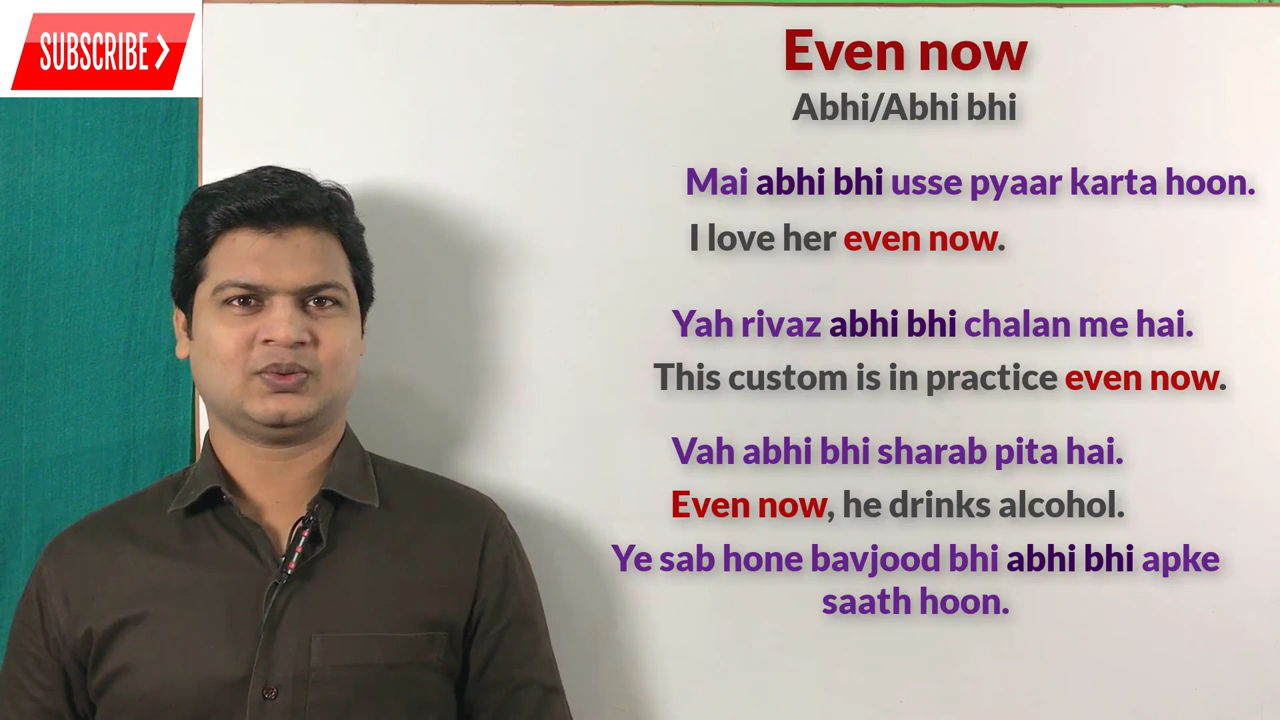 SUBSCRIBE
Even now
Abhi/Abhi bhi
Mai abhi bhi usse pyaar karta hoon.
I love her even now.
Yah rivaz abhi bhi chalan me hai.
This custom is in practice even now.
Vah abhi bhi sharab pita hai.
Even now, he drinks alcohol.
Ye sab hone bavjood bhi abhi bhi apke
saath hoon.